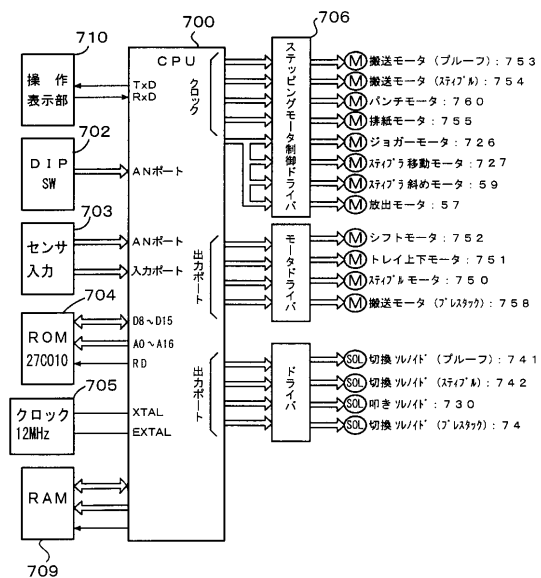 710
操作
表示部
702
DIP
SW
703
センサ
入力
704
ROM
27C010
705
クロック
12MHz
RAM
709
700
CPU
TxD
RxD
ANポート
ANポート
入力ポート
D8~D15
A0~A16
RD
XTAL
EXTAL
クロック
出力ポート
出力ポート
706
ステッピングモータ制御ドライバ
モータドライバ
ドライバ
M 搬送モータ (プルーフ) : 753
M 搬送モータ (ステイプル) : 754
M パンチモータ : 760
M 排紙モータ : 755
M ジョガーモータ : 726
M ステイプラ 移動モータ : 727
M ステイプラ 斜めモータ : 59
M 放出モータ : 57
M シフトモータ : 752
M トレイ上下モータ : 751
M ステイプル モータ : 750
M 搬送モータ (プレスタック) : 758
SOL 切換 ソレノイド (プルーフ) : 741
SOL 切換 ソレノイド (ステイプル) : 742
SOL 叩き ソレノイド : 730
SOL 切換 ソレノイド (プレスタック) : 74